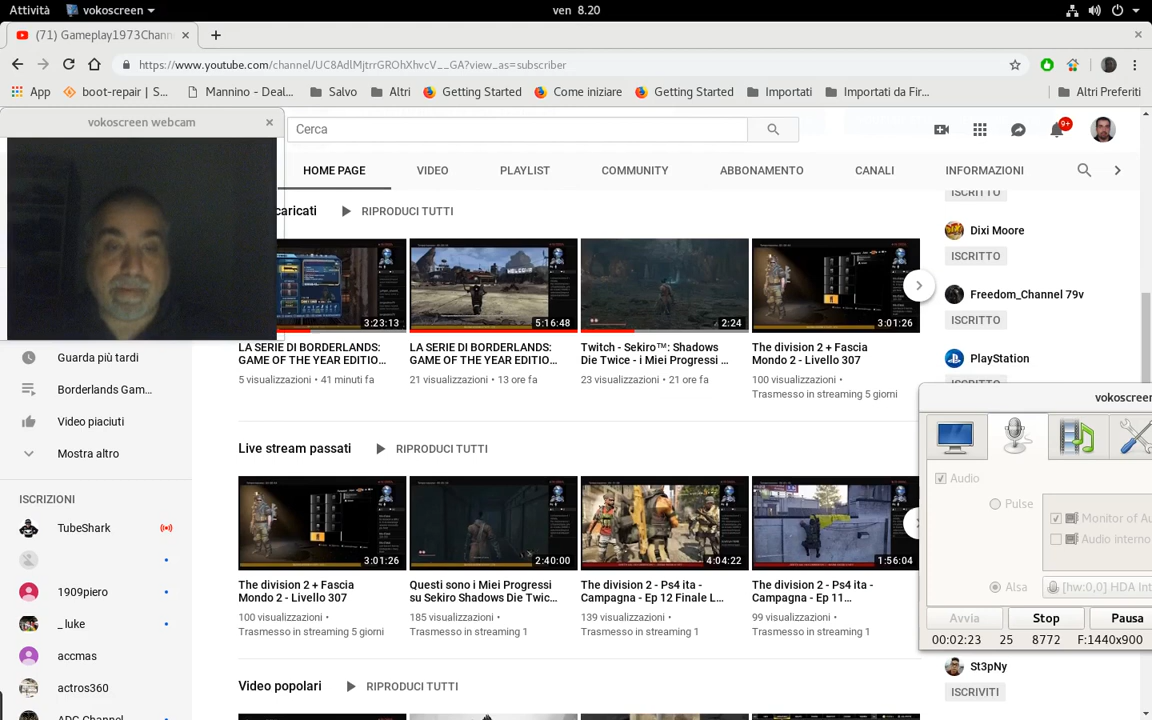 Attività
vokoscreen
ven 8.20
(71) Gameplay1973Chann
https://www.youtube.com/channel/UC8AdlMjtrrGROhXhvcV__GA?view_as=subscriber
App
boot-repair | S...
Mannino - Deal...
Salvo
Altri
Getting Started
Come iniziare
Getting Started
Importati
Importati da Fir...
Altri Preferiti
vokoscreen webcam
Cerca
9+
HOME PAGE
VIDEO
PLAYLIST
COMMUNITY
ABBONAMENTO
CANALI
INFORMAZIONI
caricati
RIPRODUCI TUTTI
3:23:13
5:16:48
2:24
3:01:26
LA SERIE DI BORDERLANDS:
GAME OF THE YEAR EDITIO...
5 visualizzazioni • 41 minuti fa
LA SERIE DI BORDERLANDS:
GAME OF THE YEAR EDITIO...
21 visualizzazioni • 13 ore fa
Twitch - Sekiro™: Shadows
Die Twice - i Miei Progressi ...
23 visualizzazioni • 21 ore fa
The division 2 + Fascia
Mondo 2 - Livello 307
100 visualizzazioni •
Trasmesso in streaming 5 giorni
Guarda più tardi
Borderlands Gam...
Video piaciuti
Mostra altro
ISCRIZIONI
TubeShark
1909piero
_ luke
accmas
actros360
ADG Channel
Live stream passati
RIPRODUCI TUTTI
3:01:26
2:40:00
4:04:22
1:56:04
The division 2 + Fascia
Mondo 2 - Livello 307
100 visualizzazioni •
Trasmesso in streaming 5 giorni
Questi sono i Miei Progressi
su Sekiro Shadows Die Twic...
185 visualizzazioni •
Trasmesso in streaming 1
The division 2 - Ps4 ita -
Campagna - Ep 12 Finale L...
139 visualizzazioni •
Trasmesso in streaming 1
The division 2 - Ps4 ita -
Campagna - Ep 11...
99 visualizzazioni •
Trasmesso in streaming 1
Video popolari
RIPRODUCI TUTTI
ISCRITTO
Dixi Moore
ISCRITTO
Freedom_Channel 79v
ISCRITTO
PlayStation
ISCRITTO
vokoscreen
Audio
Pulse
Monitor of Au
Audio interno
Alsa
[hw:0,0] HDA Int
Avvia
Stop
Pausa
00:02:23
25
8772
F:1440x900
St3pNy
ISCRIVITI